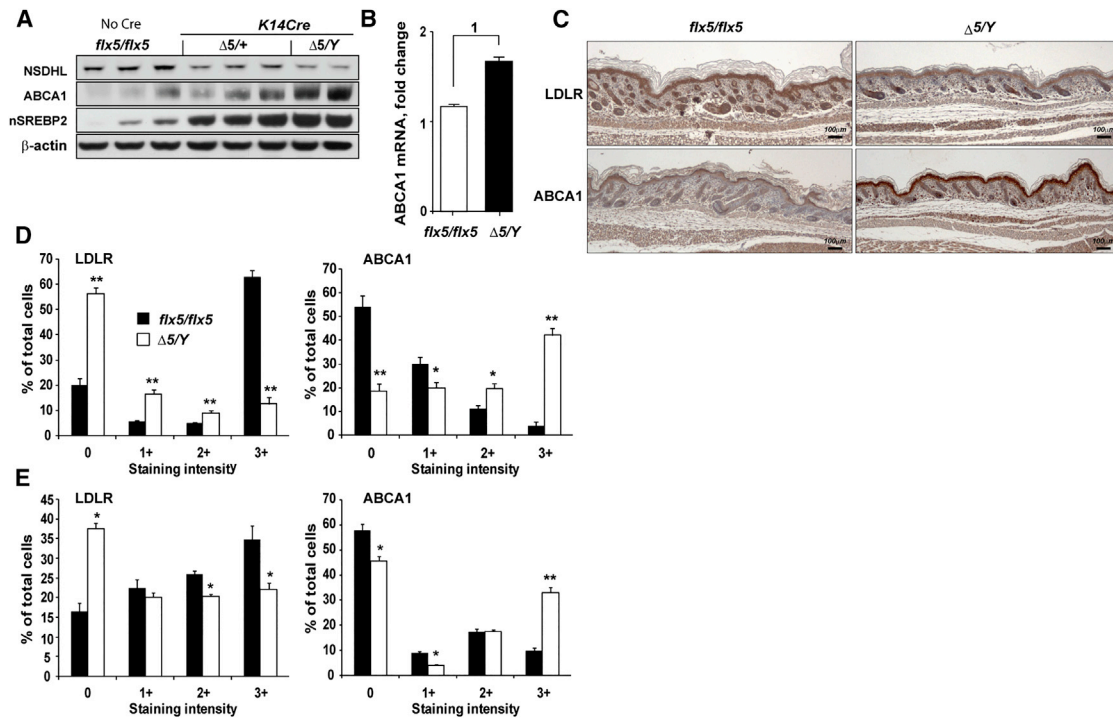 A
No Cre
K14Cre
flx5/flx5
Δ5/+
Δ5/Y
NSDHL
ABCA1
nSREBP2
β-actin
B
1
ABCA1 mRNA, fold change
2
1
0
flx5/flx5
Δ5/Y
C
flx5/flx5
Δ5/Y
LDLR
100μm
100μm
ABCA1
100μm
100μm
D
LDLR
% of total cells
70
60
50
40
30
20
10
0
**
**
**
**
flx5/flx5
Δ5/Y
0 1+ 2+ 3+
Staining intensity
ABCA1
% of total cells
70
60
50
40
30
20
10
0
**
*
*
**
0 1+ 2+ 3+
Staining intensity
E
LDLR
% of total cells
45
40
35
30
25
20
15
10
5
0
*
*
*
0 1+ 2+ 3+
Staining intensity
ABCA1
% of total cells
70
60
50
40
30
20
10
0
*
*
**
0 1+ 2+ 3+
Staining intensity